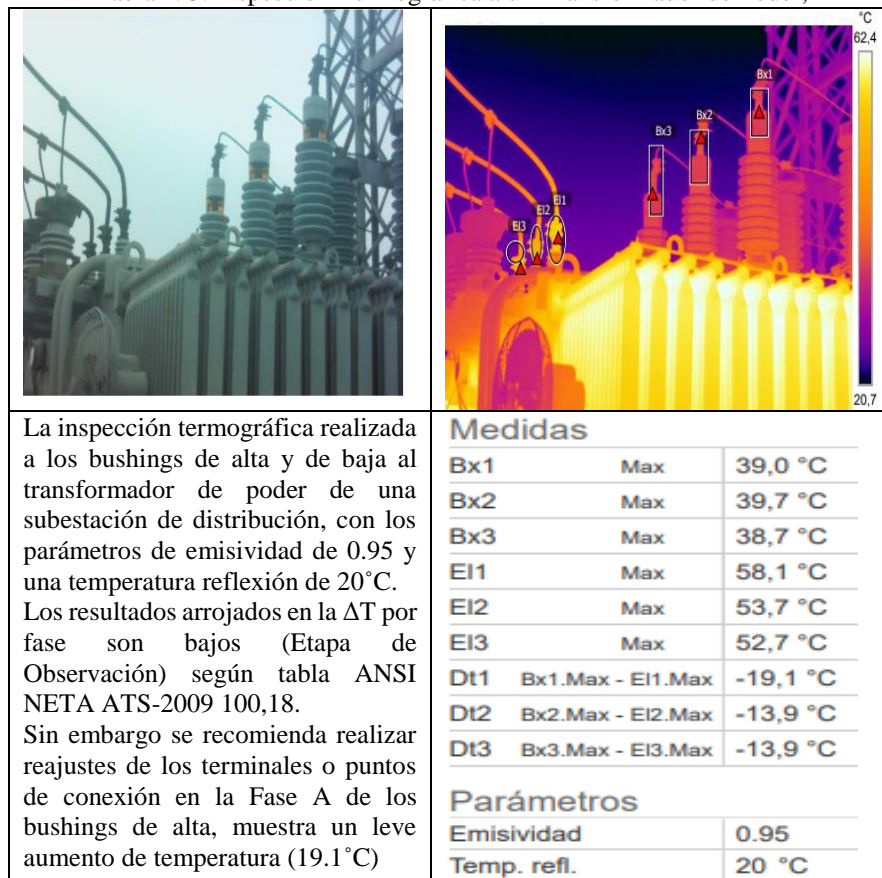 °C
62,4
Bx1
Bx2
Bx3
El1
El2
El3
20,7
La inspección termográfica realizada
a los bushings de alta y de baja al
transformador de poder de una
subestación de distribución, con los
parámetros de emisividad de 0.95 y
una temperatura reflexión de 20˚C.
Los resultados arrojados en la ΔT por
fase son bajos (Etapa de
Observación) según tabla ANSI
NETA ATS-2009 100,18.
Sin embargo se recomienda realizar
reajustes de los terminales o puntos
de conexión en la Fase A de los
bushings de alta, muestra un leve
aumento de temperatura (19.1˚C)
Medidas
Bx1 Max 39,0 °C
Bx2 Max 39,7 °C
Bx3 Max 38,7 °C
El1 Max 58,1 °C
El2 Max 53,7 °C
El3 Max 52,7 °C
Dt1 Bx1.Max - El1.Max -19,1 °C
Dt2 Bx2.Max - El2.Max -13,9 °C
Dt3 Bx3.Max - El3.Max -13,9 °C
Parámetros
Emisividad 0.95
Temp. refl. 20 °C